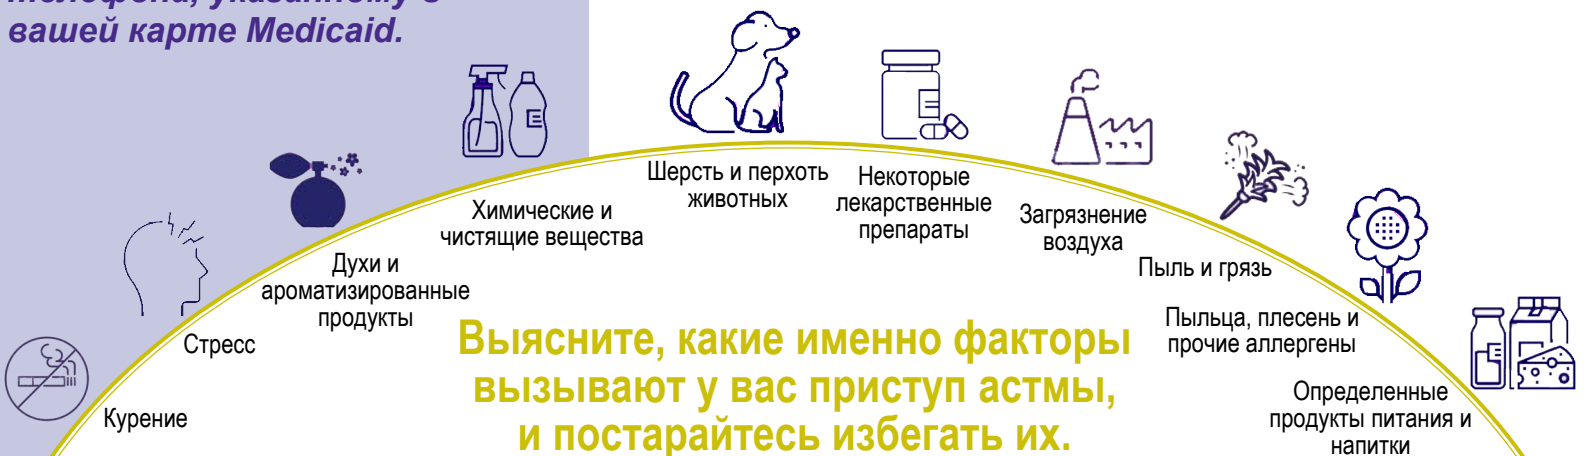 вашей карте Medicaid.
Шерсть и перхоть
животных
Некоторые
лекарственные
препараты
Химические и
чистящие вещества
Загрязнение
воздуха
Духи и
ароматизированные
продукты
Пыль и грязь
Стресс
Пыльца, плесень и
прочие аллергены
Курение
Определенные
продукты питания и
напитки
Выясните, какие именно факторы
вызывают у вас приступ астмы,
и постарайтесь избегать их.